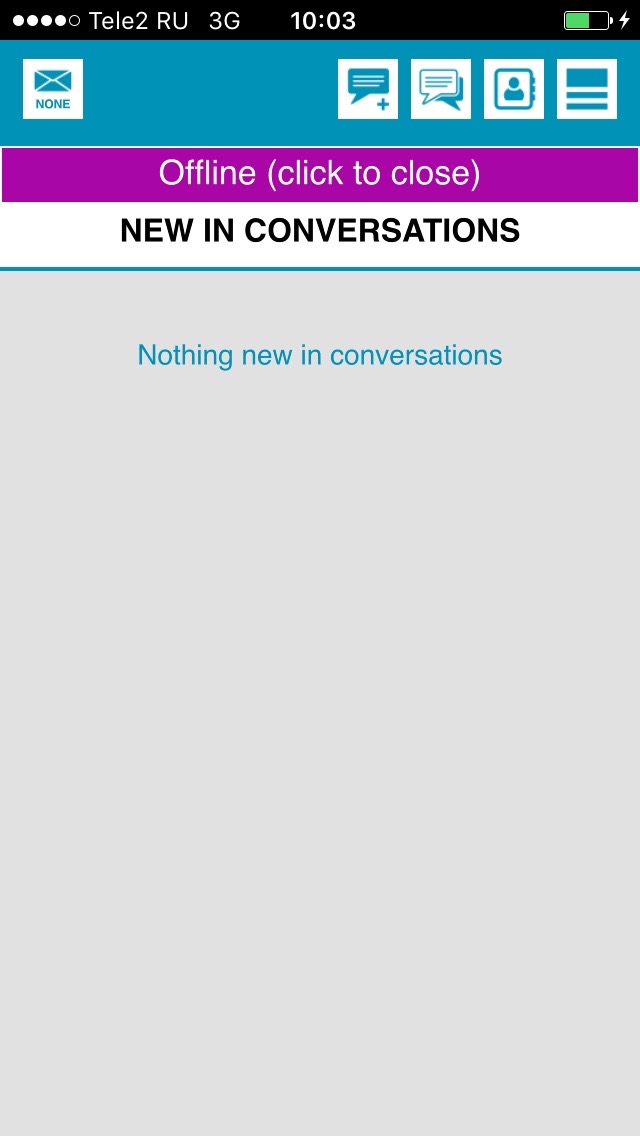 Tele2 RU 3G 10:03
NONE
Offline (click to close)
NEW IN CONVERSATIONS
Nothing new in conversations